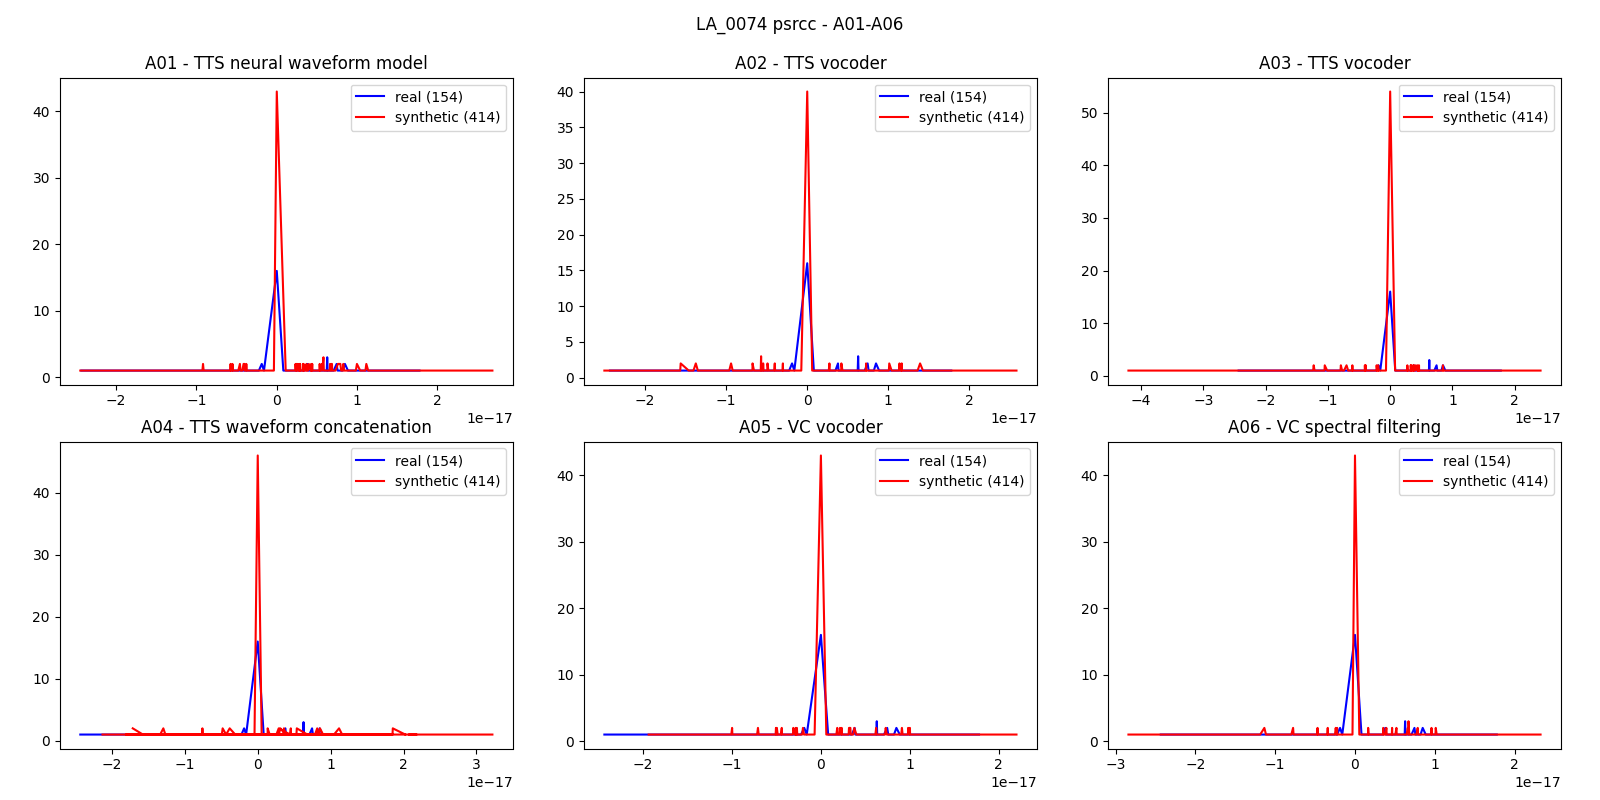 LA_0074 psrcc - A01-A06
A01 - TTS neural waveform model
real (154)
synthetic (414)
40
30
20
10
0
−2
−1
0
1
2
1e−17
A02 - TTS vocoder
real (154)
synthetic (414)
40
35
30
25
20
15
10
5
0
−2
−1
0
1
2
1e−17
A03 - TTS vocoder
real (154)
synthetic (414)
50
40
30
20
10
0
−4
−3
−2
−1
0
1
2
1e−17
A04 - TTS waveform concatenation
real (154)
synthetic (414)
40
30
20
10
0
−2
−1
0
1
2
3
1e−17
A05 - VC vocoder
real (154)
synthetic (414)
40
30
20
10
0
−2
−1
0
1
2
1e−17
A06 - VC spectral filtering
real (154)
synthetic (414)
40
30
20
10
0
−3
−2
−1
0
1
2
1e−17